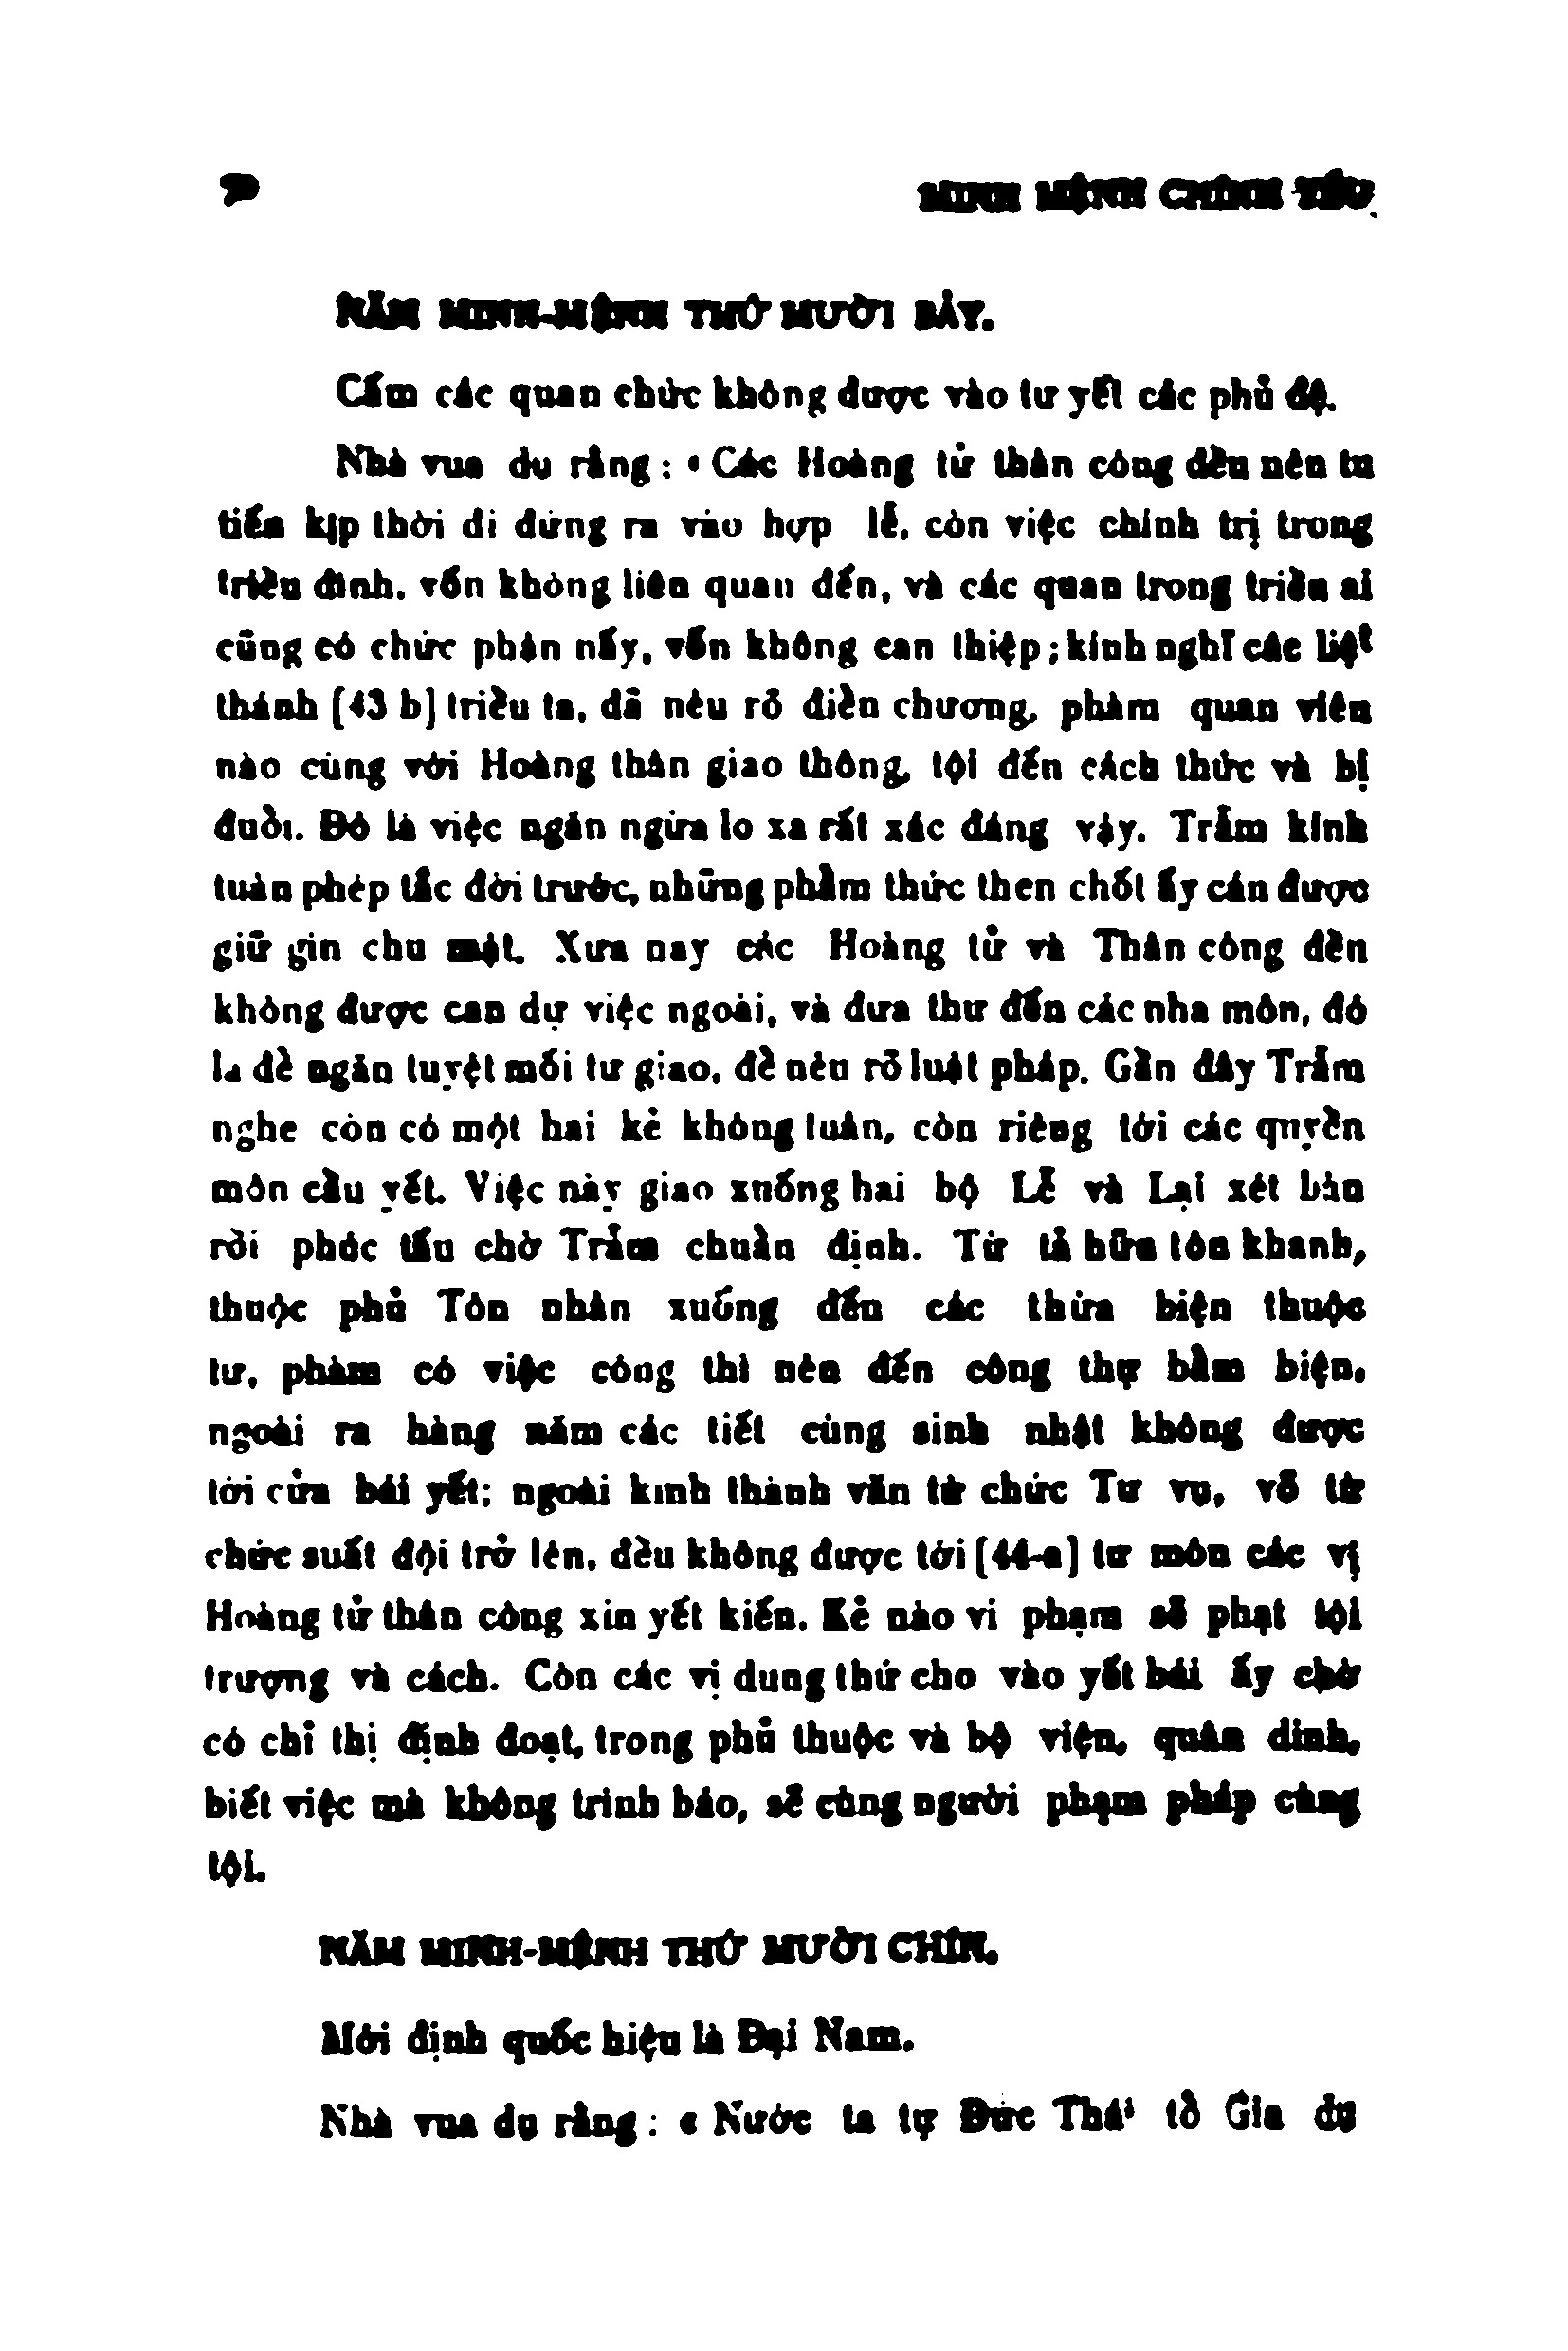 70 MINH MỆNH CHÍNH YẾU
NĂM MINH-MỆNH THỨ MƯỜI BẢY.
Cấm các quan chức không được vào tư yết các phủ đệ.
Nhà vua dụ rằng : « Các Hoàng tử thân công đều nên tu
tiến kịp thời đi đứng ra vào hợp lễ, còn việc chính trị trong
triều đình, vốn không liên quan đến, và các quan trong triều ai
cũng có chức phận nấy, vốn không can thiệp ; kính nghĩ các liệt
thánh [43 b] triều ta, đã nêu rõ điển chương, phàm quan viên
nào cùng với Hoàng thân giao thông, tội đến cách thức và bị
đuổi. Đó là việc ngăn ngừa lo xa rất xác đáng vậy. Trẫm kính
tuân phép tắc đời trước, những phẩm thức then chốt ấy cần được
giữ gìn chu mật. Xưa nay các Hoàng tử và Thân công đều
không được can dự việc ngoài, và đưa thư đến các nha môn, đó
là để ngăn tuyệt mối tư giao, để nêu rõ luật pháp. Gần đây Trẫm
nghe còn có một hai kẻ không tuân, còn riêng tới các quyền
môn cầu yết. Việc này giao xuống hai bộ Lễ và Lại xét bàn
rồi phúc tấu chờ Trẫm chuẩn định. Từ tả hữu tôn khanh,
thuộc phủ Tôn nhân xuống đến các thừa biện thuộc
tư, phàm có việc công thì nên đến công thự bẩm biện,
ngoài ra hàng năm các tiết cùng sinh nhật không được
tới cửa bái yết; ngoài kinh thành văn từ chức Tư vụ, võ từ
chức suất đội trở lên, đều không được tới [44-a] tư môn các vị
Hoàng tử thân công xin yết kiến. Kẻ nào vi phạm sẽ phạt tội
trượng và cách. Còn các vị dung thứ cho vào yết bái ấy chờ
có chỉ thị định đoạt, trong phủ thuộc và bộ viện, quân dinh,
biết việc mà không trình báo, sẽ cùng người phạm pháp cùng
tội.
NĂM MINH-MỆNH THỨ MƯỜI CHÍN.
Mới định quốc hiệu là Đại Nam.
Nhà vua dụ rằng : « Nước ta tự Đức Thái tổ Gia dụ